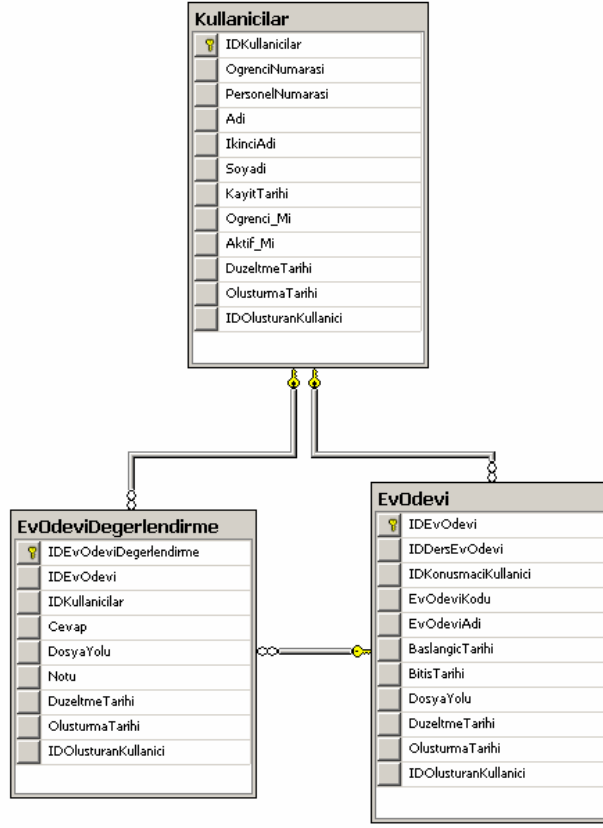 Kullanicilar
IDKullanicilar
OgrenciNumarasi
PersonelNumarasi
Adi
IkinciAdi
Soyadi
KayitTarihi
Ogrenci_Mi
Aktif_Mi
DuzeltmeTarihi
OlusturmaTarihi
IDOlusturanKullanici
EvOdeviDegerlendirme
IDEvOdeviDegerlendirme
IDEvOdevi
IDKullanicilar
Cevap
DosyaYolu
Notu
DuzeltmeTarihi
OlusturmaTarihi
IDOlusturanKullanici
EvOdevi
IDEvOdevi
IDDersEvOdevi
IDKonusmaciKullanici
EvOdeviKodu
EvOdeviAdi
BaslangicTarihi
BitisTarihi
DosyaYolu
DuzeltmeTarihi
OlusturmaTarihi
IDOlusturanKullanici